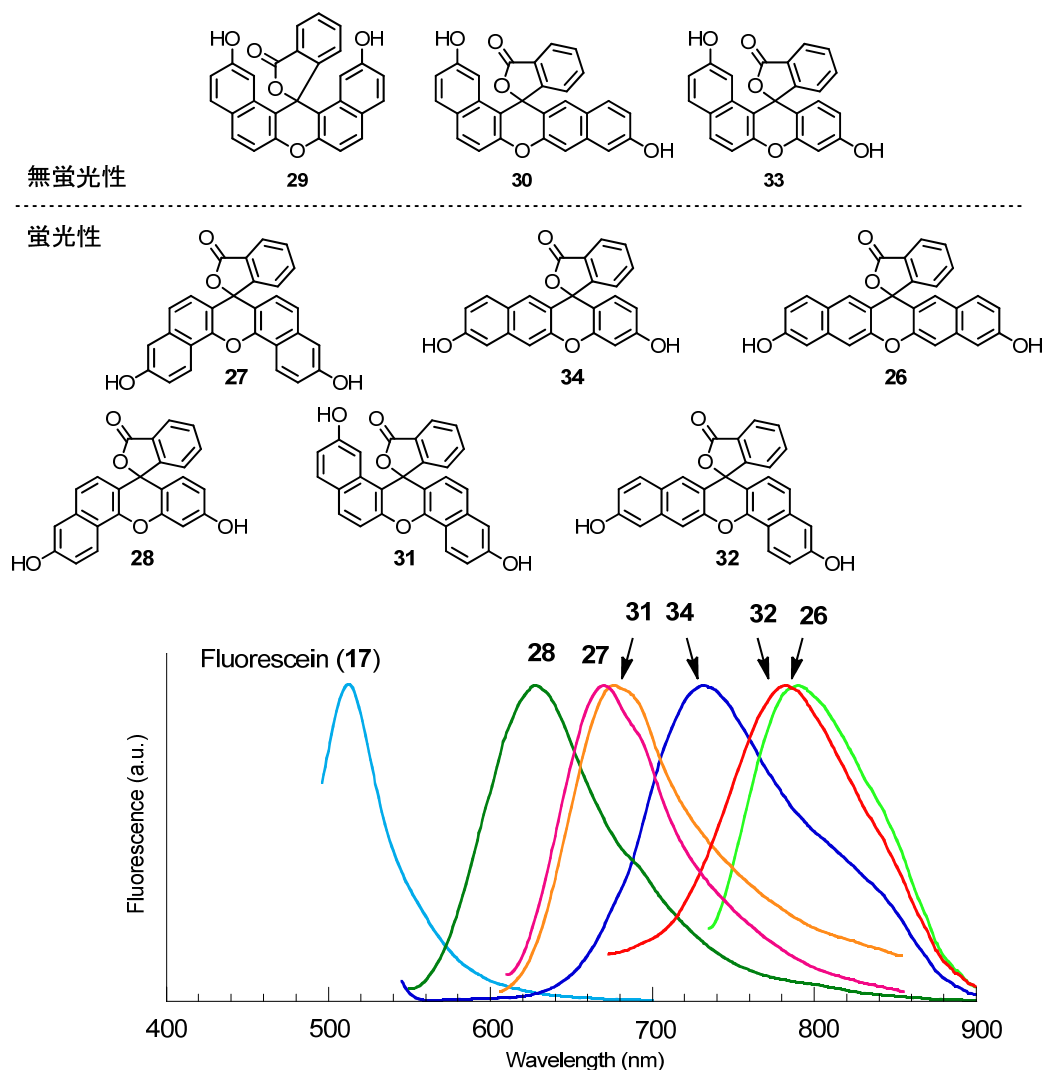 HO
O
O
OH
O
29
HO
O
O
O
OH
30
HO
O
O
O
OH
33
無蛍光性
蛍光性
O
O
O
HO
OH
27
O
O
O
HO
OH
34
O
O
O
HO
OH
26
O
O
O
HO
OH
28
HO
O
O
O
OH
31
O
O
O
HO
OH
32
Fluorescein (17)
28
27
31
34
32
26
Fluorescence (a.u.)
400 500 600 700 800 900
Wavelength (nm)